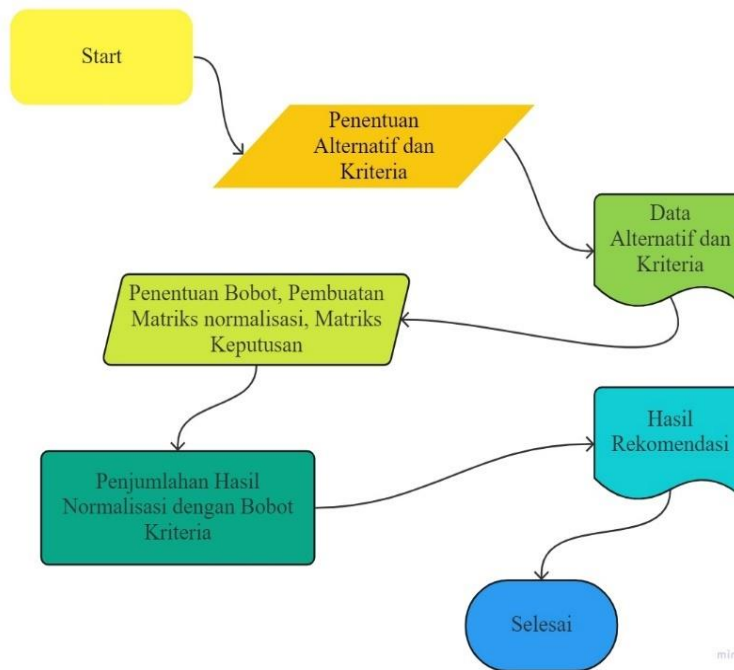 Start
Penentuan
Alternatif dan
Kriteria
Data
Alternatif dan
Kriteria
Penentuan Bobot, Pembuatan
Matriks normalisasi, Matriks
Keputusan
Penjumlahan Hasil
Normalisasi dengan Bobot
Kriteria
Hasil
Rekomendasi
Selesai